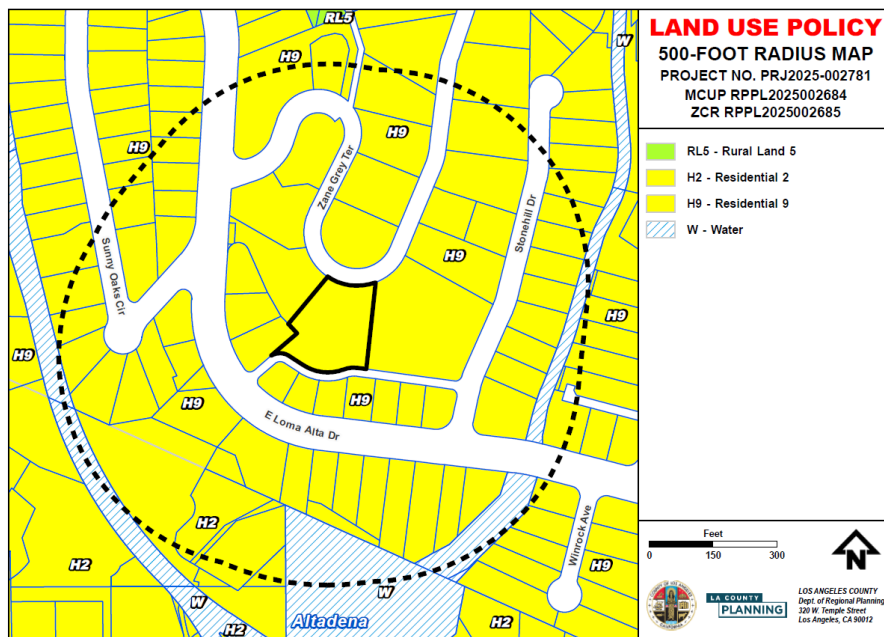 LAND USE POLICY
500-FOOT RADIUS MAP
PROJECT NO. PRJ2025-002781
MCUP RPPL2025002684
ZCR RPPL2025002685
RL5 - Rural Land 5
H2 - Residential 2
H9 - Residential 9
W - Water
RL5
H9
W
H9
H9
Zane Grey Ter
Stonehill Dr
H9
Sunny Oaks Cir
H9
H9
H9
H9
E Loma Alta Dr
H2
H2
Winrock Ave
H9
W
W
Altadena
H2
Feet
0 150 300
N
LA COUNTY
PLANNING
LOS ANGELES COUNTY
Dept. of Regional Planning
320 W. Temple Street
Los Angeles, CA 90012